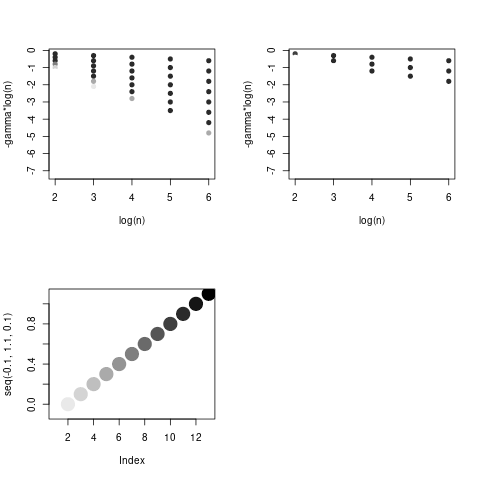 -gamma*log(n)
0
-1
-2
-3
-4
-5
-6
-7
2 3 4 5 6
log(n)
-gamma*log(n)
0
-1
-2
-3
-4
-5
-6
-7
2 3 4 5 6
log(n)
seq(-0.1, 1.1, 0.1)
0.8
0.4
0.0
2 4 6 8 10 12
Index